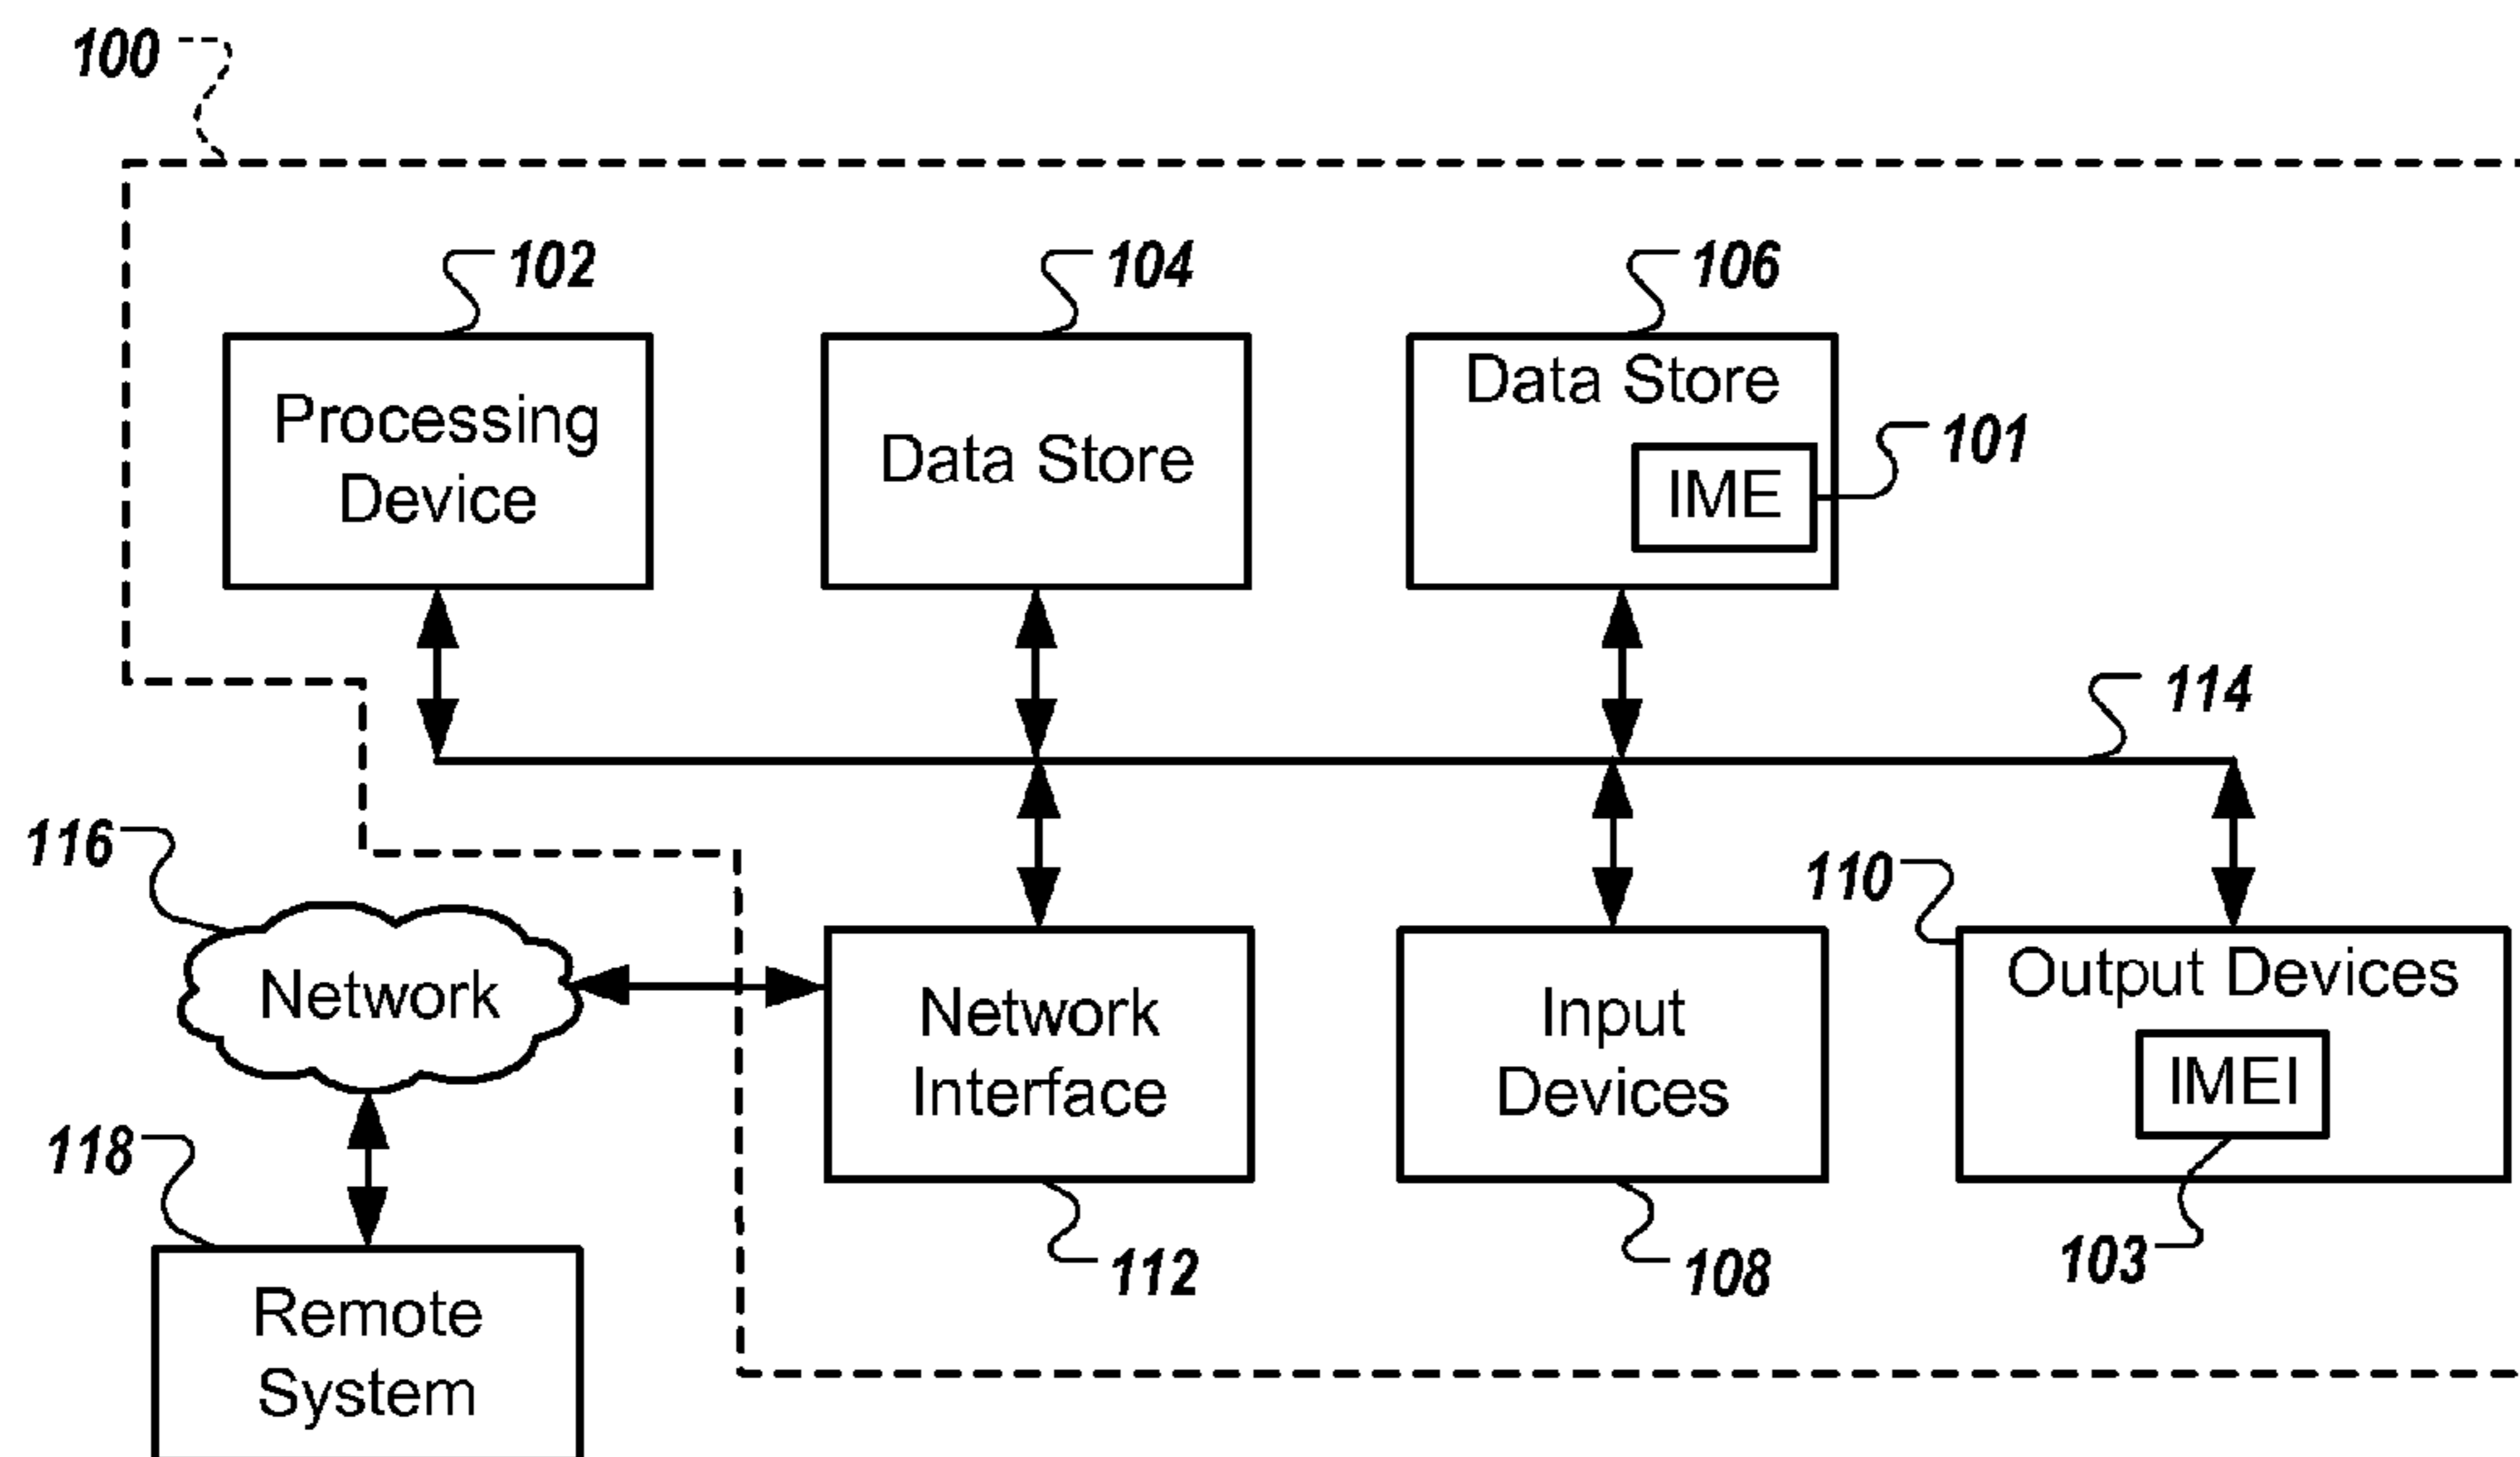 100
102
104
106
Processing
Device
Data Store
Data Store
IME
101
114
116
110
Network
Network
Interface
Input
Devices
Output Devices
IMEI
118
112
108
103
Remote
System